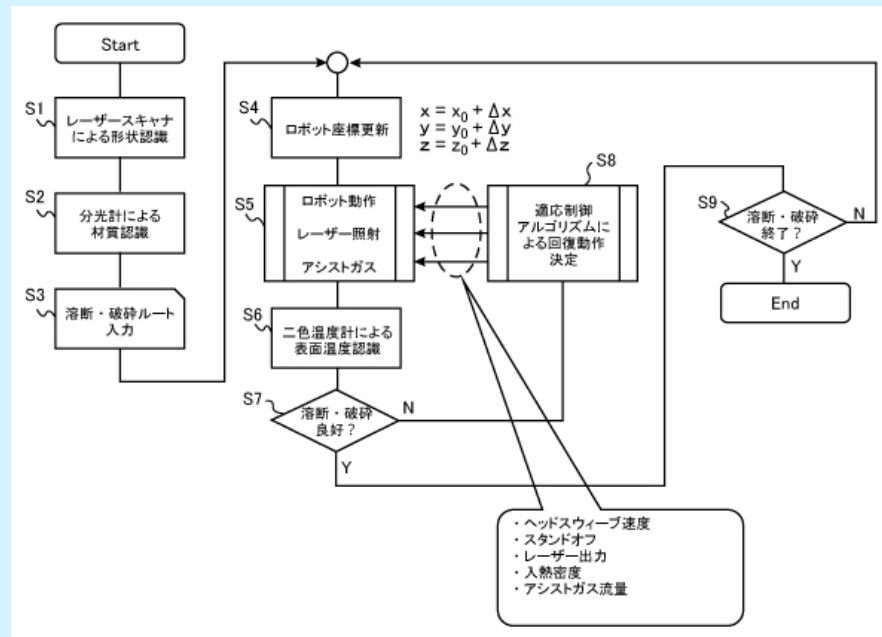 Start
S1
レーザースキャナ
による形状認識
S2
分光計による
材質認識
S3
溶断・破砕ルート
入力
S4
ロボット座標更新
x = x₀ + Δx
y = y₀ + Δy
z = z₀ + Δz
S5
ロボット動作
レーザー照射
アシストガス
S8
適応制御
アルゴリズムに
よる回復動作
決定
S6
二色温度計による
表面温度認識
S7
溶断・破砕
良好？
N
Y
S9
溶断・破砕
終了？
N
Y
End
・ヘッドスウィーブ速度
・スタンドオフ
・レーザー出力
・入熱密度
・アシストガス流量